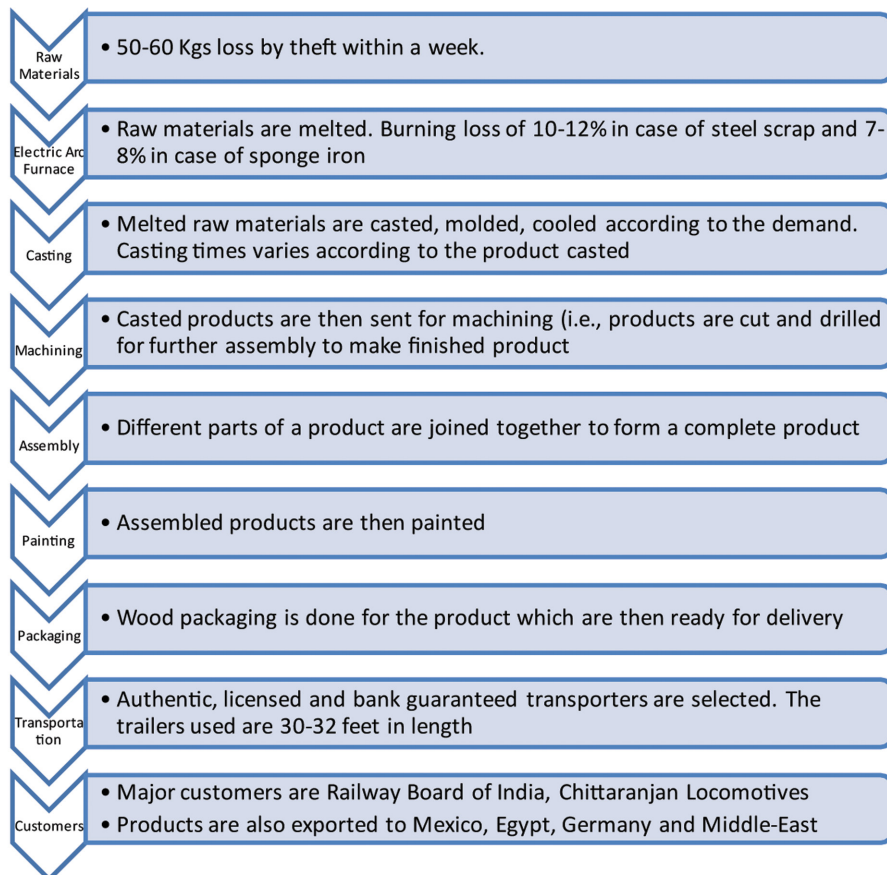 Raw
Materials
• 50-60 Kgs loss by theft within a week.
Electric Arc
Furnace
• Raw materials are melted. Burning loss of 10-12% in case of steel scrap and 7-
8% in case of sponge iron
Casting
• Melted raw materials are casted, molded, cooled according to the demand.
Casting times varies according to the product casted
Machining
• Casted products are then sent for machining (i.e., products are cut and drilled
for further assembly to make finished product
Assembly
• Different parts of a product are joined together to form a complete product
Painting
• Assembled products are then painted
Packaging
• Wood packaging is done for the product which are then ready for delivery
Transporta
tion
• Authentic, licensed and bank guaranteed transporters are selected. The
trailers used are 30-32 feet in length
Customers
• Major customers are Railway Board of India, Chittaranjan Locomotives
• Products are also exported to Mexico, Egypt, Germany and Middle-East